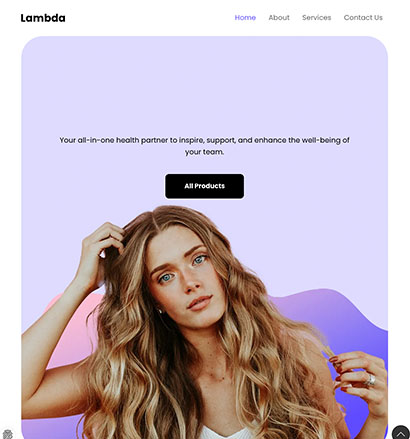 Lambda
Home About Services Contact Us
Your all-in-one health partner to inspire, support, and enhance the well-being of
your team.
All Products